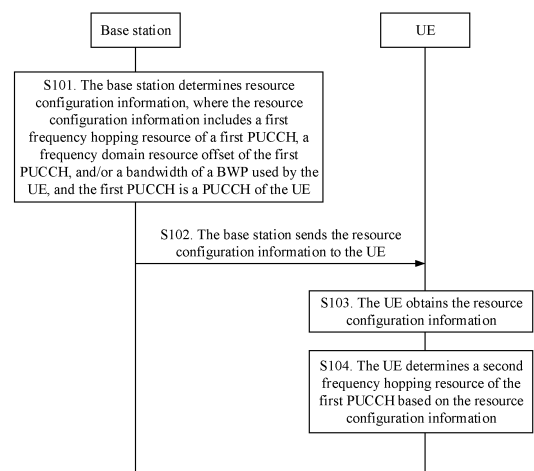 Base station
UE
S101. The base station determines resource
configuration information, where the resource
configuration information includes a first
frequency hopping resource of a first PUCCH, a
frequency domain resource offset of the first
PUCCH, and/or a bandwidth of a BWP used by the
UE, and the first PUCCH is a PUCCH of the UE
S102. The base station sends the resource
configuration information to the UE
S103. The UE obtains the resource
configuration information
S104. The UE determines a second
frequency hopping resource of the
first PUCCH based on the resource
configuration information